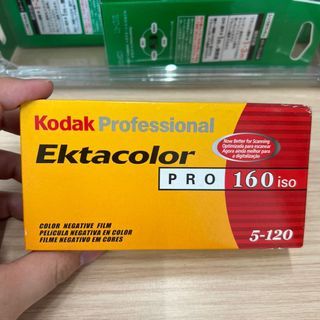 Kodak Professional
Ektacolor
PRO 160 iso
Now Better for Scanning
Optimizada para escanear
Agora ainda melhor para
a digitalização
COLOR NEGATIVE FILM
PELICULA NEGATIVA EN COLOR
FILME NEGATIVO EM CORES
5-120